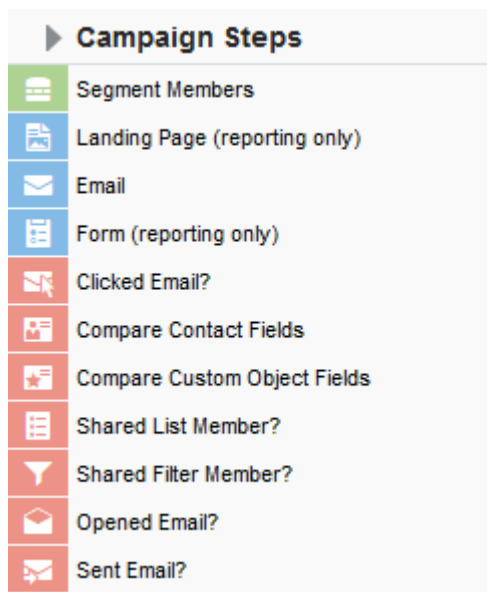 Campaign Steps
Segment Members
Landing Page (reporting only)
Email
Form (reporting only)
Clicked Email?
Compare Contact Fields
Compare Custom Object Fields
Shared List Member?
Shared Filter Member?
Opened Email?
Sent Email?